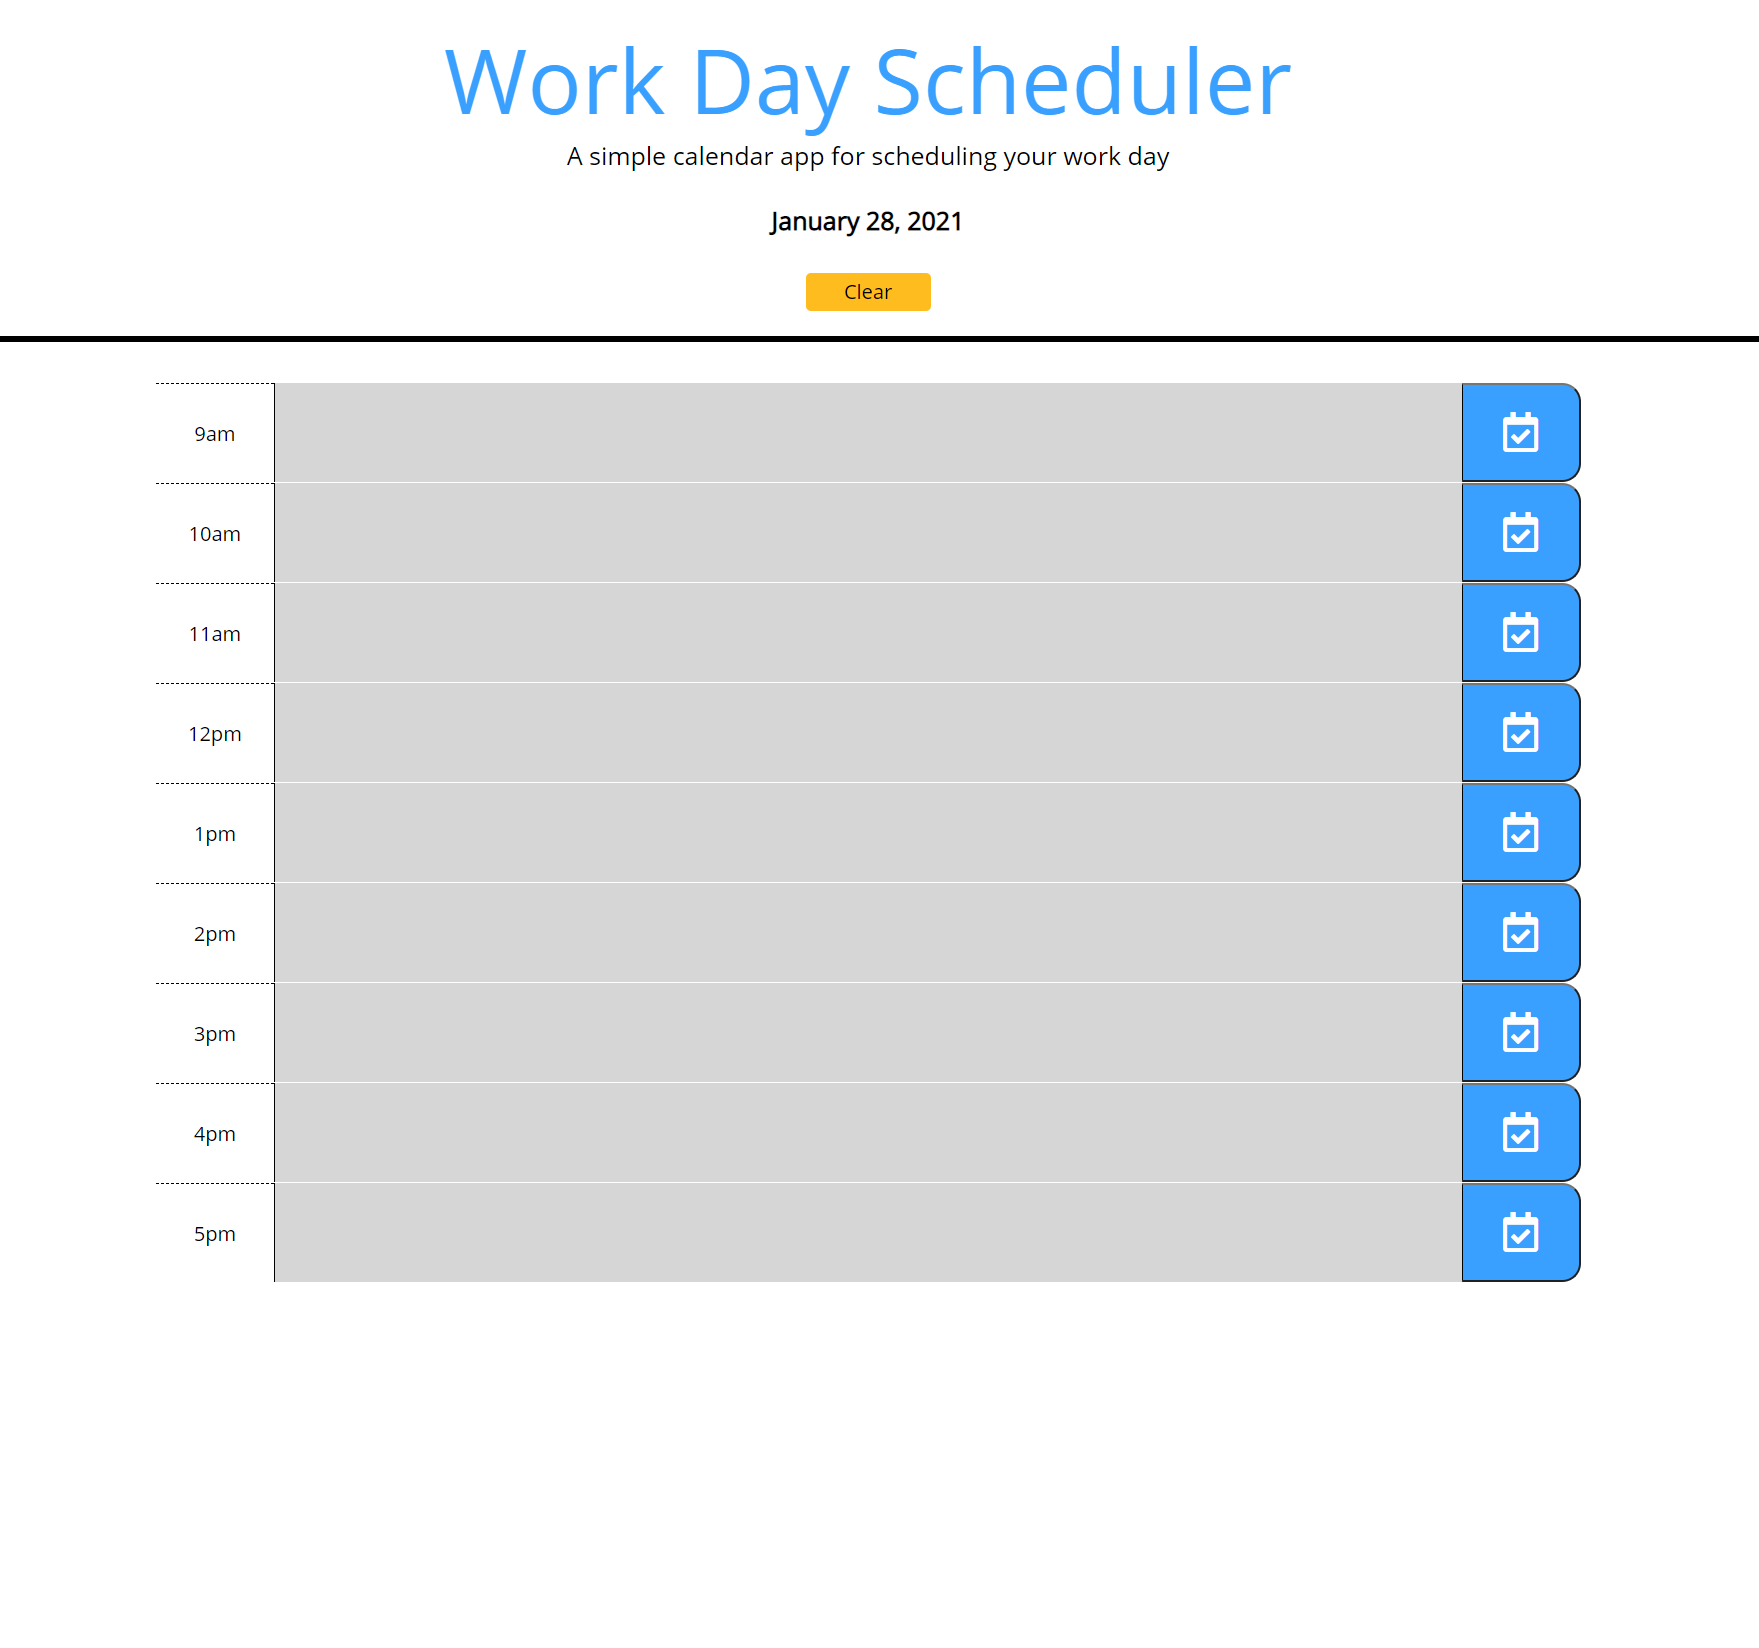 Work Day Scheduler
A simple calendar app for scheduling your work day
January 28, 2021
Clear
9am
10am
11am
12pm
1pm
2pm
3pm
4pm
5pm